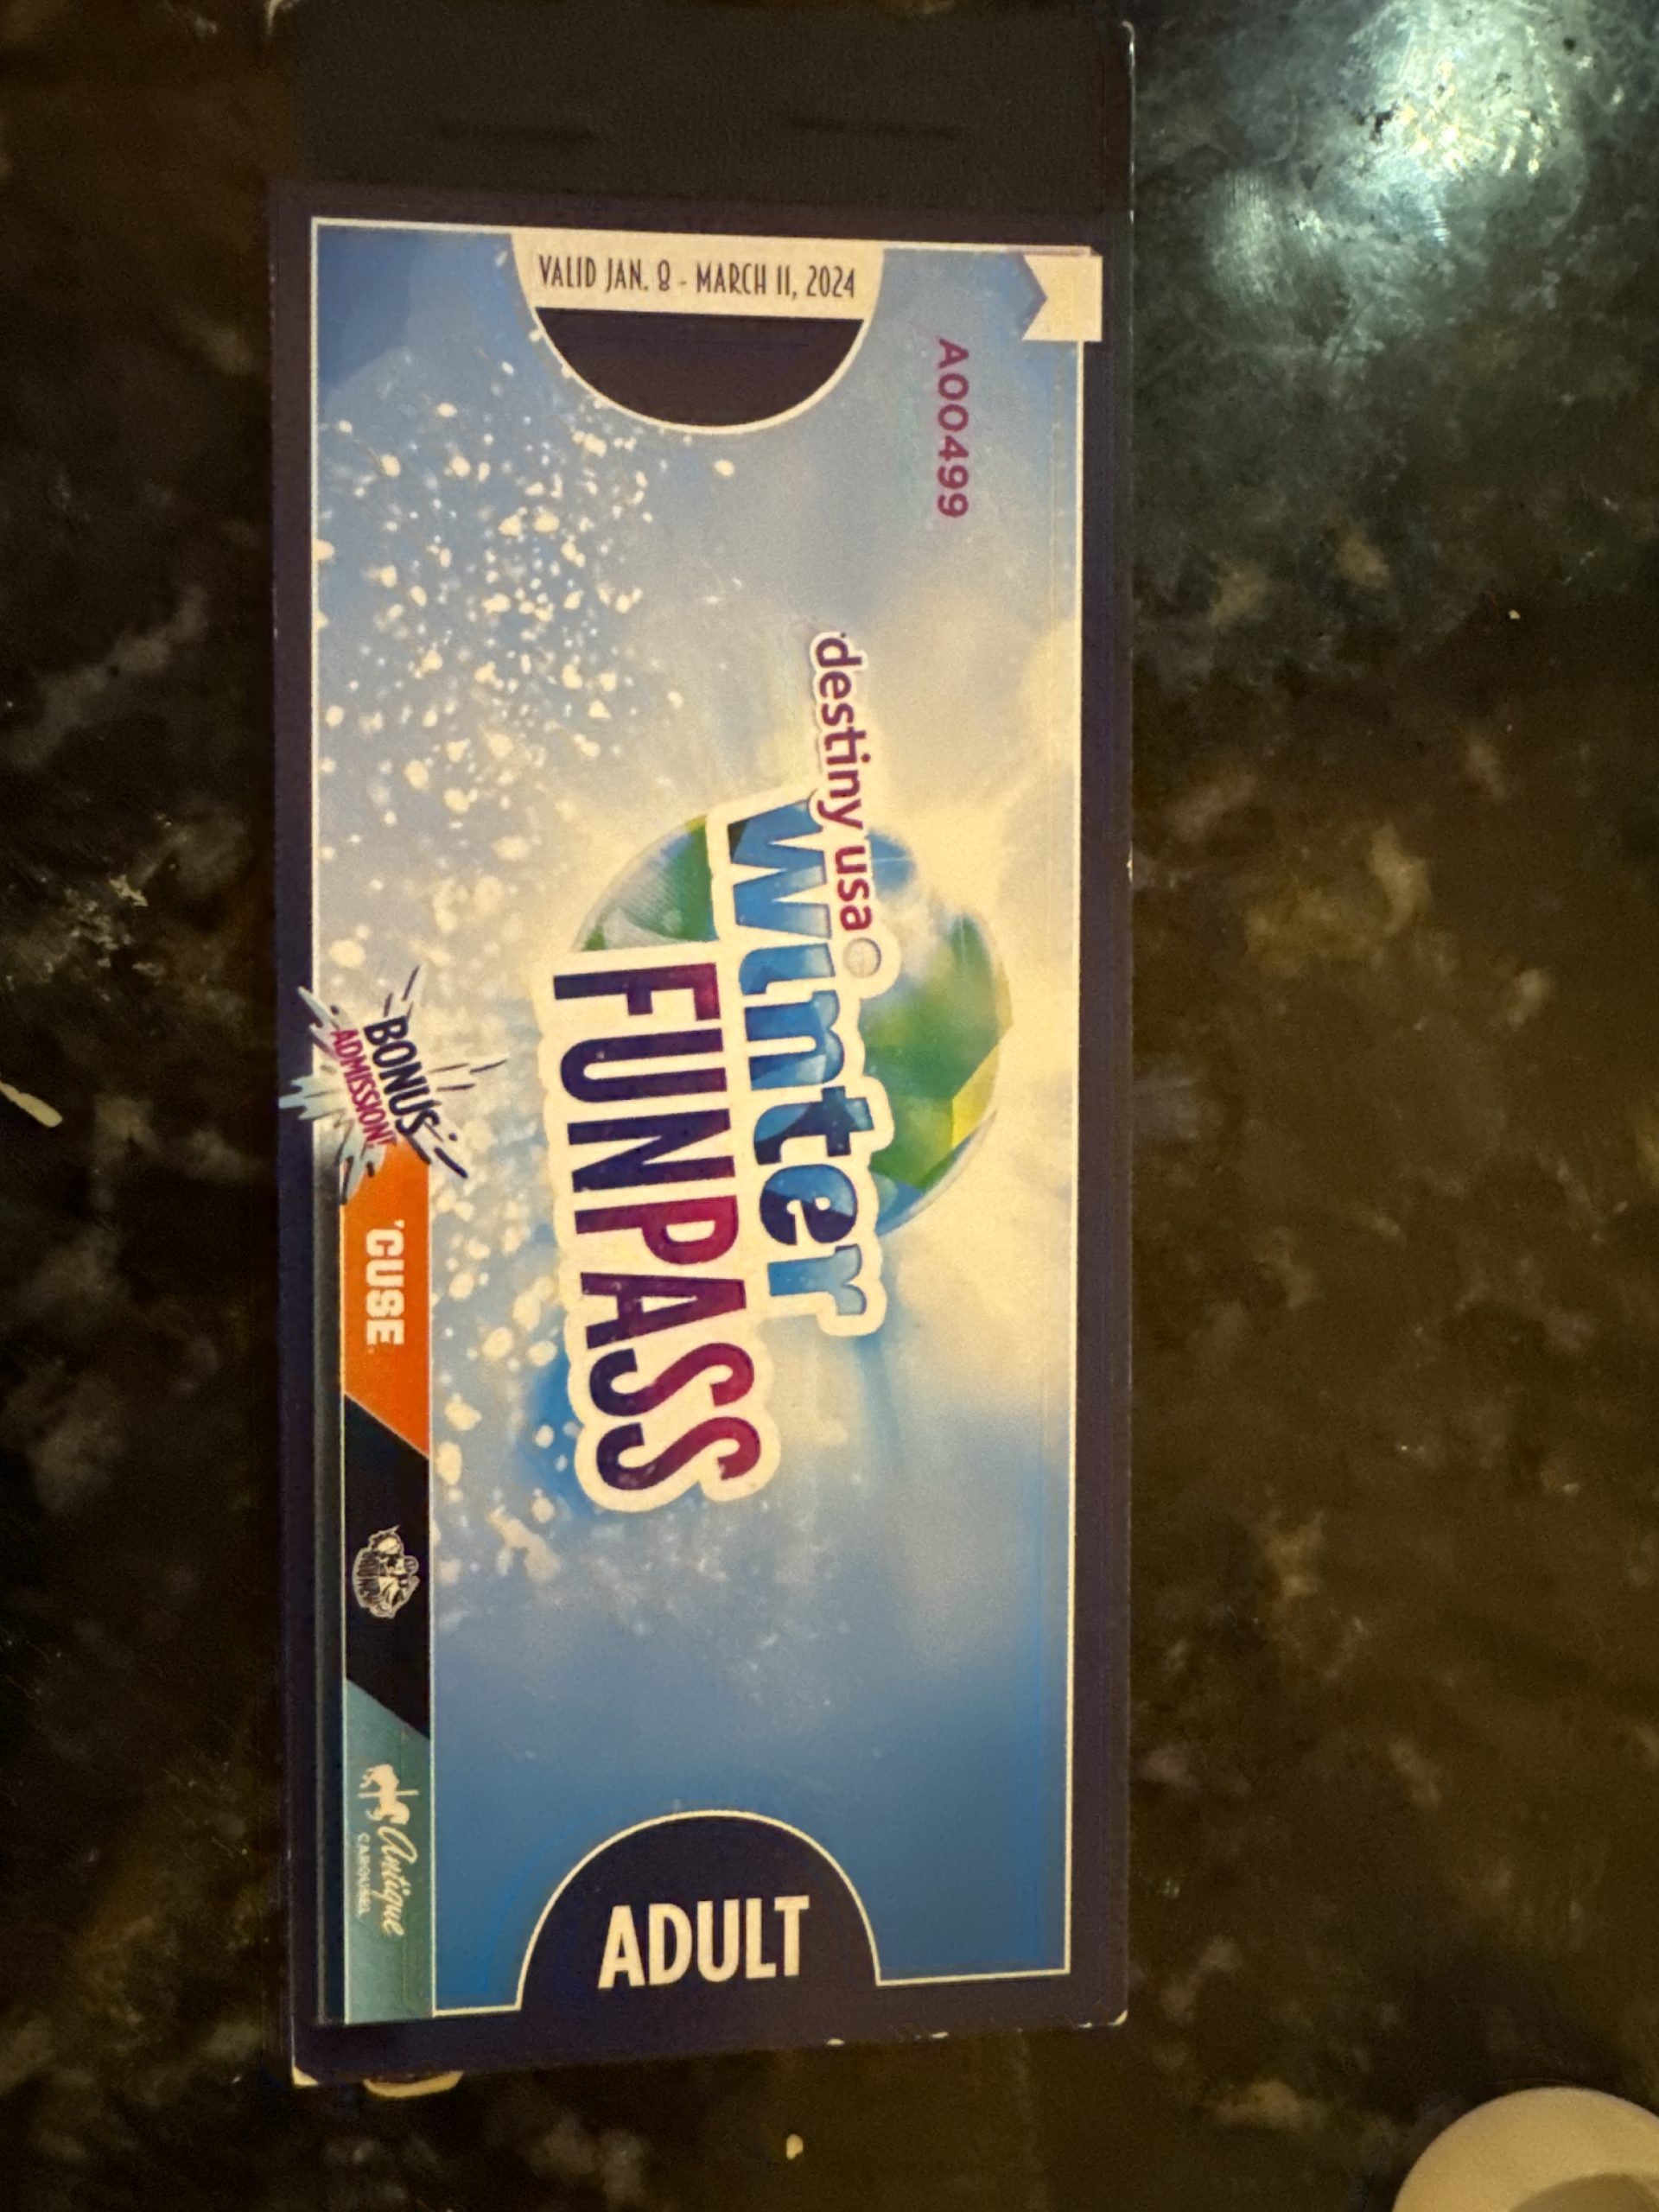 A00499
VALID JAN. 8 - MARCH 11, 2024
destiny usa
Winter
FUNPASS
ADULT
BONUS
ADMISSION!
'CUSE
Antique
CAROUSEL